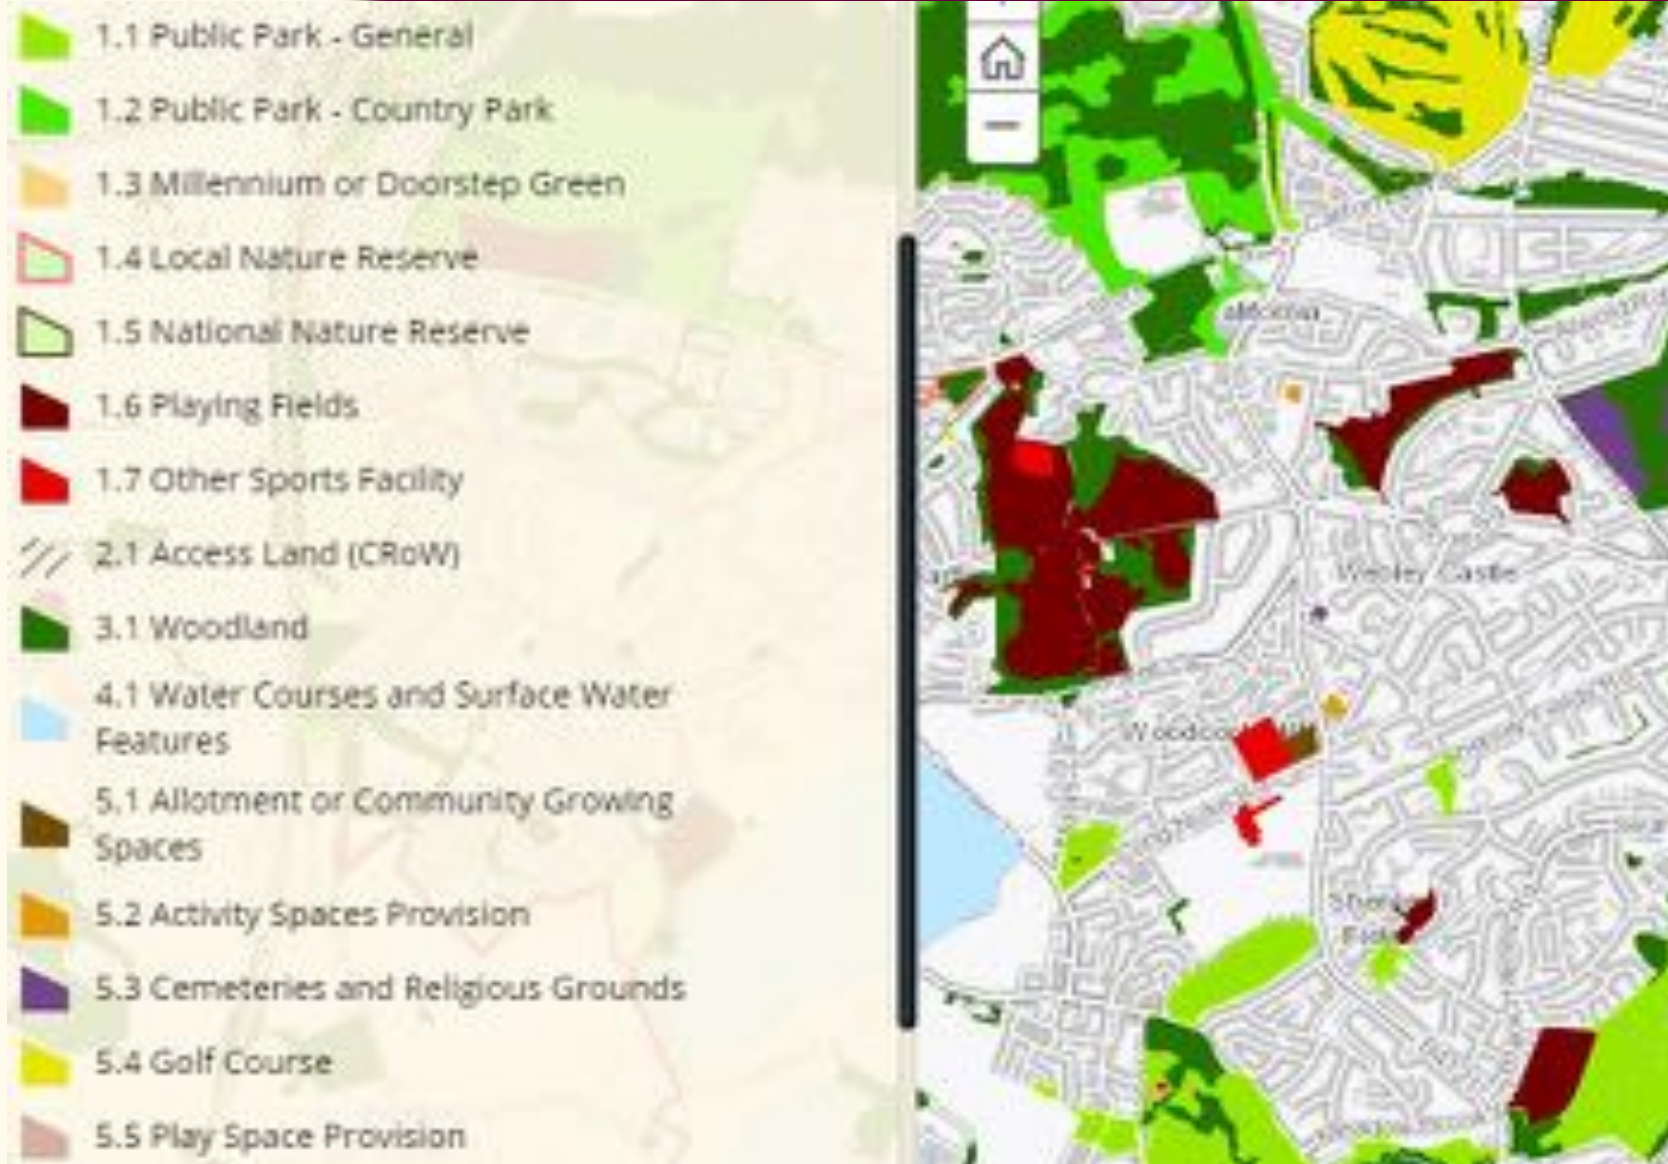 1.1 Public Park - General
1.2 Public Park - Country Park
1.3 Millennium or Doorstep Green
1.4 Local Nature Reserve
1.5 National Nature Reserve
1.6 Playing Fields
1.7 Other Sports Facility
2.1 Access Land (CRoW)
3.1 Woodland
4.1 Water Courses and Surface Water
Features
5.1 Allotment or Community Growing
Spaces
5.2 Activity Spaces Provision
5.3 Cemeteries and Religious Grounds
5.4 Golf Course
5.5 Play Space Provision
Weoley Castle